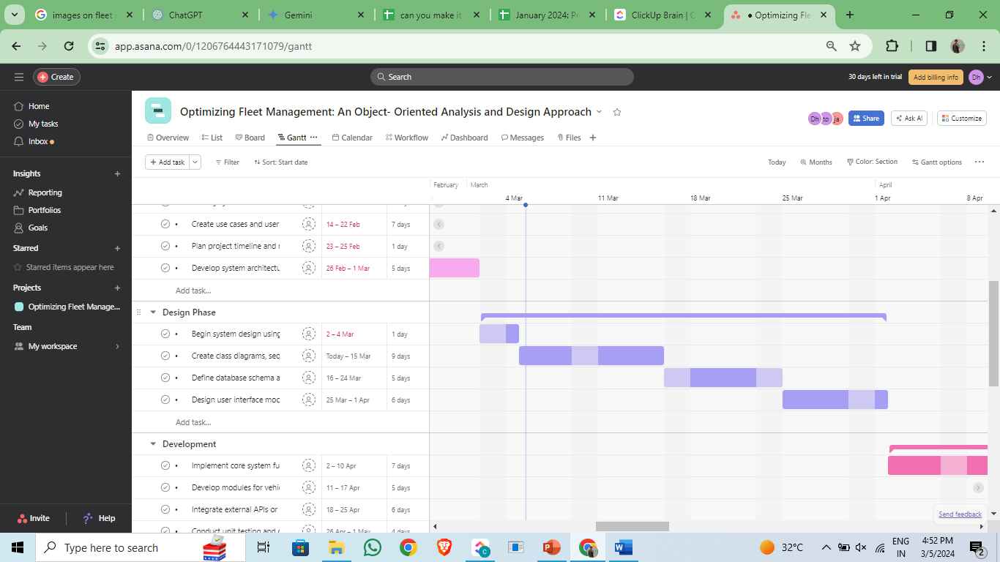 images on fleet
ChatGPT
Gemini
can you make it
January 2024: Pr
ClickUp Brain | C
• Optimizing Fle
app.asana.com/0/1206764443171079/gantt
Create
Search
30 days left in trial
Add billing info
Dh
Home
My tasks
Inbox
Insights
Reporting
Portfolios
Goals
Starred
Starred items appear here
Projects
Optimizing Fleet Manage...
Team
My workspace
Invite
Help
Optimizing Fleet Management: An Object- Oriented Analysis and Design Approach
Dh to ja
Share
Ask AI
Customize
Overview List Board Gantt ··· Calendar Workflow Dashboard Messages Files +
+ Add task
Filter
Sort: Start date
Today
Months
Color: Section
Gantt options
February March April
4 Mar 11 Mar 18 Mar 25 Mar 1 Apr 8 Apr
Create use cases and user 14 – 22 Feb 7 days
Plan project timeline and r 23 – 25 Feb 1 day
Develop system architectu 26 Feb – 1 Mar 5 days
Add task...
Design Phase
Begin system design using 2 – 4 Mar 1 day
Create class diagrams, seq Today – 15 Mar 9 days
Define database schema a 16 – 24 Mar 5 days
Design user interface moc 25 Mar – 1 Apr 6 days
Add task...
Development
Implement core system fu 2 – 10 Apr 7 days
Develop modules for vehi 11 – 17 Apr 5 days
Integrate external APIs or 18 – 25 Apr 6 days
Conduct unit testing and 26 Apr – 1 May 4 days
Send feedback
Type here to search
32°C
ENG
IN
4:52 PM
3/5/2024
2